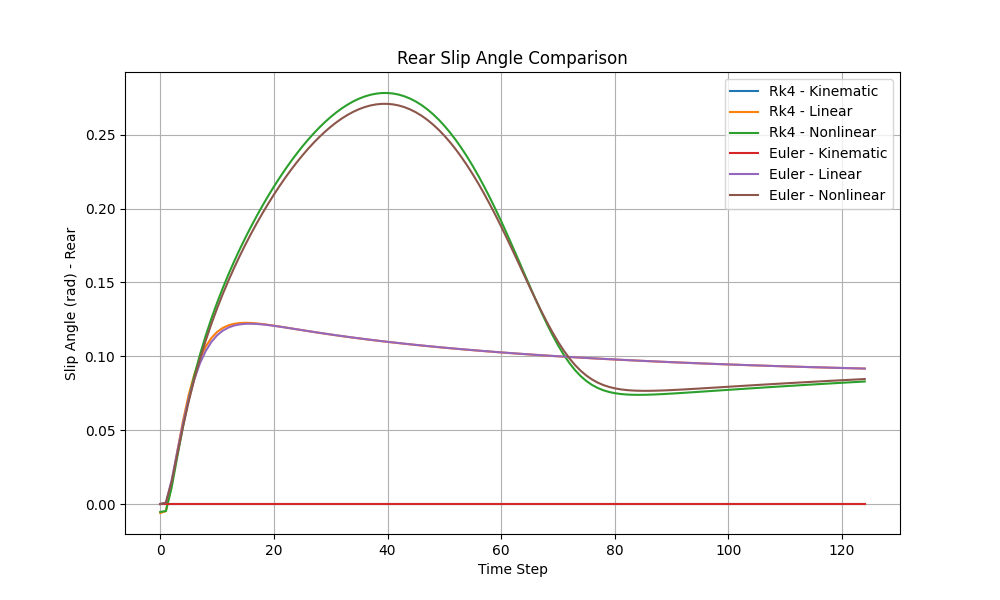 Rear Slip Angle Comparison
Rk4 - Kinematic
Rk4 - Linear
Rk4 - Nonlinear
Euler - Kinematic
Euler - Linear
Euler - Nonlinear
Slip Angle (rad) - Rear
0.25
0.20
0.15
0.10
0.05
0.00
0 20 40 60 80 100 120
Time Step